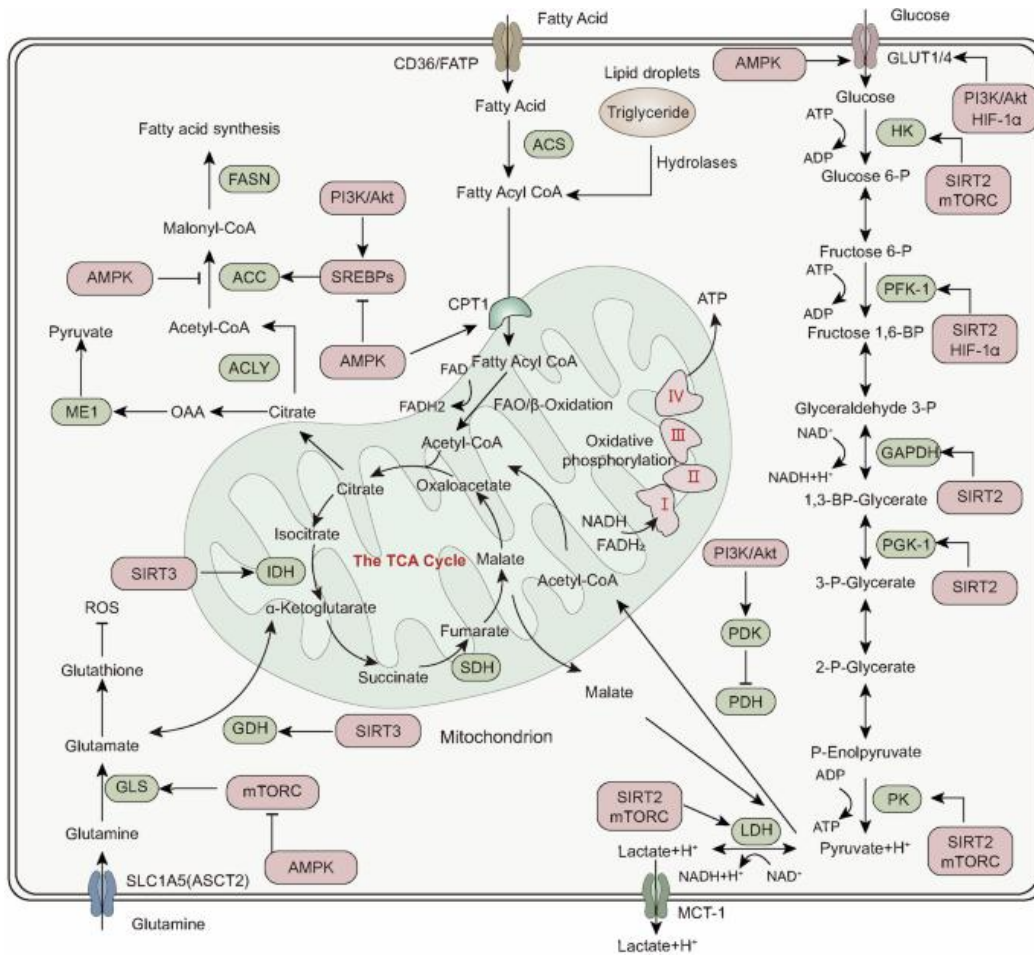 Fatty Acid
Glucose
CD36/FATP
AMPK
GLUT1/4
Lipid droplets
Triglyceride
Fatty Acid
Glucose
PI3K/Akt
HIF-1α
ATP
ADP
HK
Fatty acid synthesis
ACS
Hydrolases
Glucose 6-P
SIRT2
mTORC
FASN
PI3K/Akt
Fatty Acyl CoA
Malonyl-CoA
Fructose 6-P
AMPK
ACC
SREBPs
ATP
ADP
PFK-1
CPT1
ATP
Fructose 1,6-BP
SIRT2
HIF-1α
Pyruvate
Acetyl-CoA
AMPK
ACLY
FAD
Fatty Acyl CoA
FADH2
FAO/β-Oxidation
ME1
OAA
Citrate
Glyceraldehyde 3-P
IV
III
II
I
Acetyl-CoA
Oxidative
phosphorylation
NAD⁺
NADH+H⁺
GAPDH
Citrate
Oxaloacetate
1,3-BP-Glycerate
SIRT2
Isocitrate
NADH
FADH₂
The TCA Cycle
Malate
PI3K/Akt
PGK-1
SIRT3
IDH
Acetyl-CoA
3-P-Glycerate
SIRT2
ROS
α-Ketoglutarate
Fumarate
PDK
Glutathione
Succinate
SDH
2-P-Glycerate
Malate
PDH
Glutamate
GDH
SIRT3
Mitochondrion
P-Enolpyruvate
GLS
mTORC
ADP
ATP
PK
SIRT2
mTORC
LDH
Glutamine
Lactate+H⁺
Pyruvate+H⁺
SIRT2
mTORC
AMPK
NADH+H⁺
NAD⁺
SLC1A5(ASCT2)
MCT-1
Glutamine
Lactate+H⁺